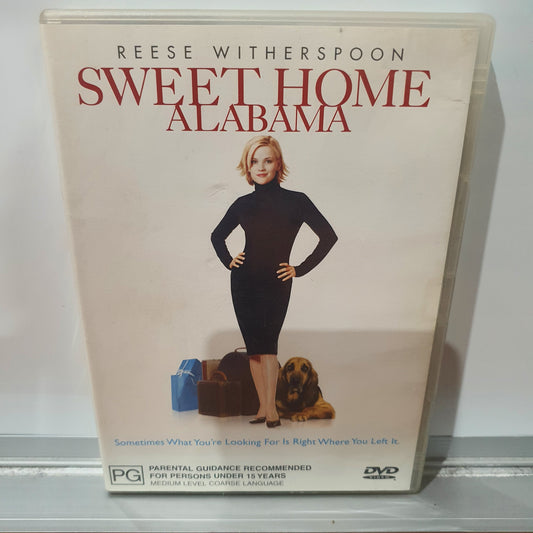 REESE WITHERSPOON
SWEET HOME
ALABAMA
Sometimes What You're Looking For Is Right Where You Left It.
PG
PARENTAL GUIDANCE RECOMMENDED
FOR PERSONS UNDER 15 YEARS
MEDIUM LEVEL COARSE LANGUAGE
DVD
VIDEO